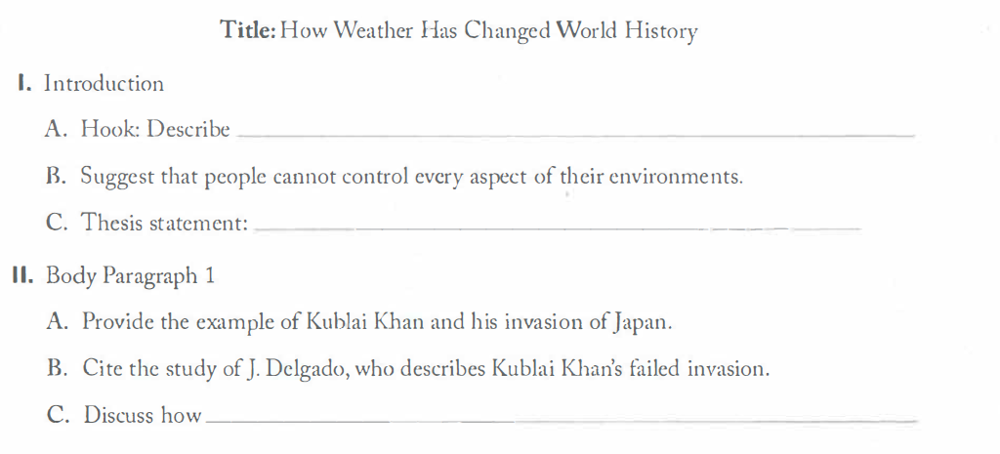 Title: How Weather Has Changed World History
I. Introduction
A. Hook: Describe
B. Suggest that people cannot control every aspect of their environments.
C. Thesis statement:
II. Body Paragraph 1
A. Provide the example of Kublai Khan and his invasion of Japan.
B. Cite the study of J. Delgado, who describes Kublai Khan's failed invasion.
C. Discuss how